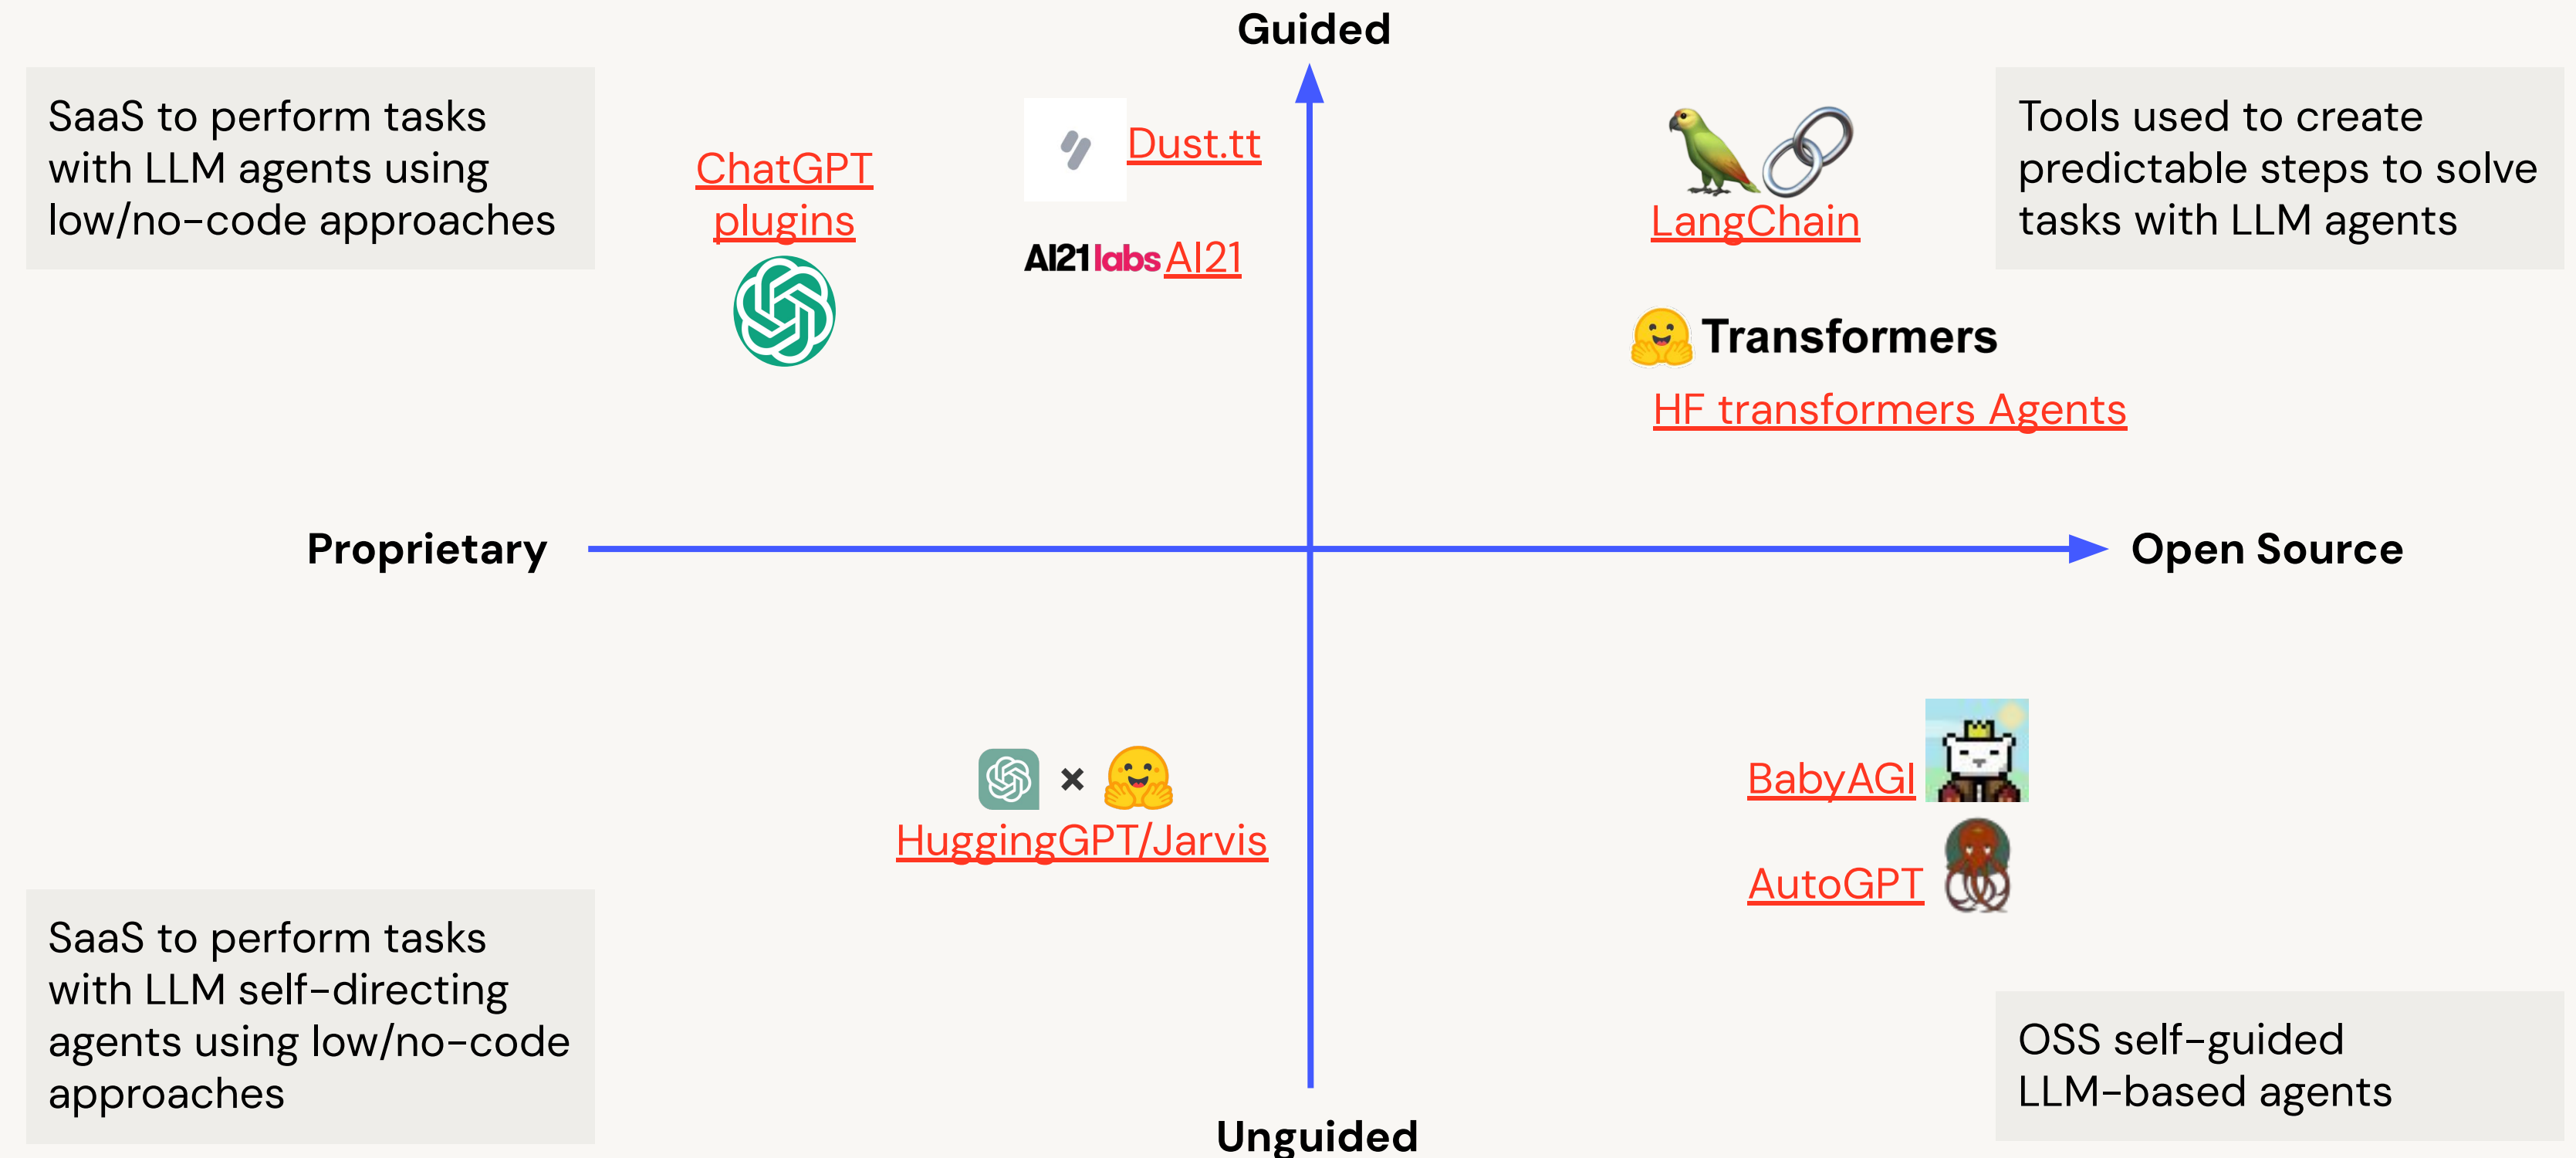 Guided
SaaS to perform tasks
with LLM agents using
low/no-code approaches
ChatGPT
plugins
Dust.tt
AI21labs AI21
LangChain
Tools used to create
predictable steps to solve
tasks with LLM agents
Transformers
HF transformers Agents
Proprietary
Open Source
HuggingGPT/Jarvis
BabyAGI
AutoGPT
SaaS to perform tasks
with LLM self-directing
agents using low/no-code
approaches
OSS self-guided
LLM-based agents
Unguided